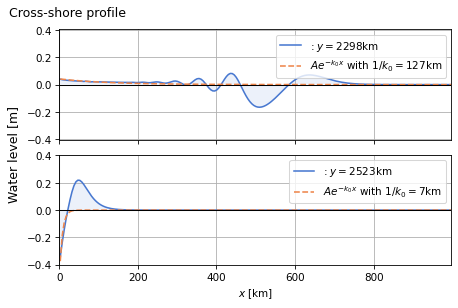 Cross-shore profile
Water level [m]
0.4
0.2
0.0
−0.2
−0.4
: y = 2298km
Ae^{−k₀x} with 1/k₀ = 127km
0.4
0.2
0.0
−0.2
−0.4
: y = 2523km
Ae^{−k₀x} with 1/k₀ = 7km
0 200 400 600 800
x [km]